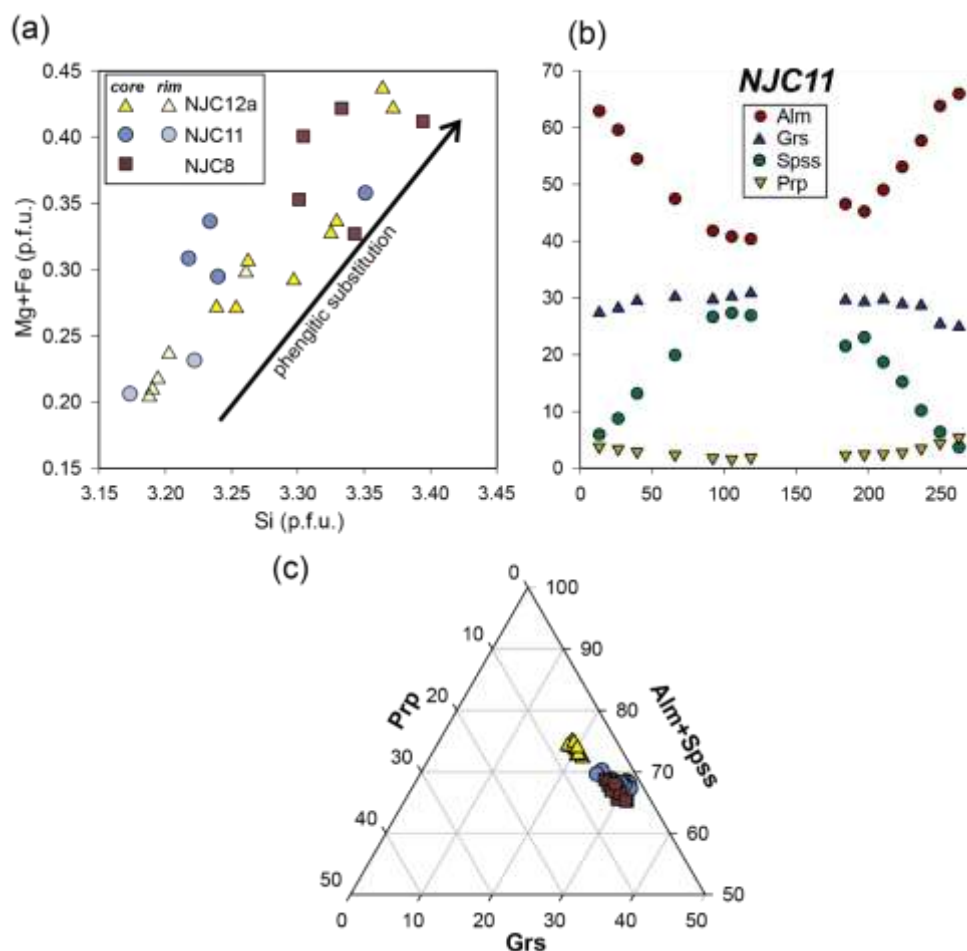 (a)
0.45
0.40
0.35
0.30
0.25
0.20
0.15
Mg+Fe (p.f.u.)
core rim
NJC12a
NJC11
NJC8
phengitic substitution
3.15 3.20 3.25 3.30 3.35 3.40 3.45
Si (p.f.u.)
(b)
NJC11
Alm
Grs
Spss
Prp
70
60
50
40
30
20
10
0
0 50 100 150 200 250
(c)
0 100
10 90
20 80
30 70
40 60
50 50
Prp
Alm+Spss
0 10 20 30 40 50
Grs